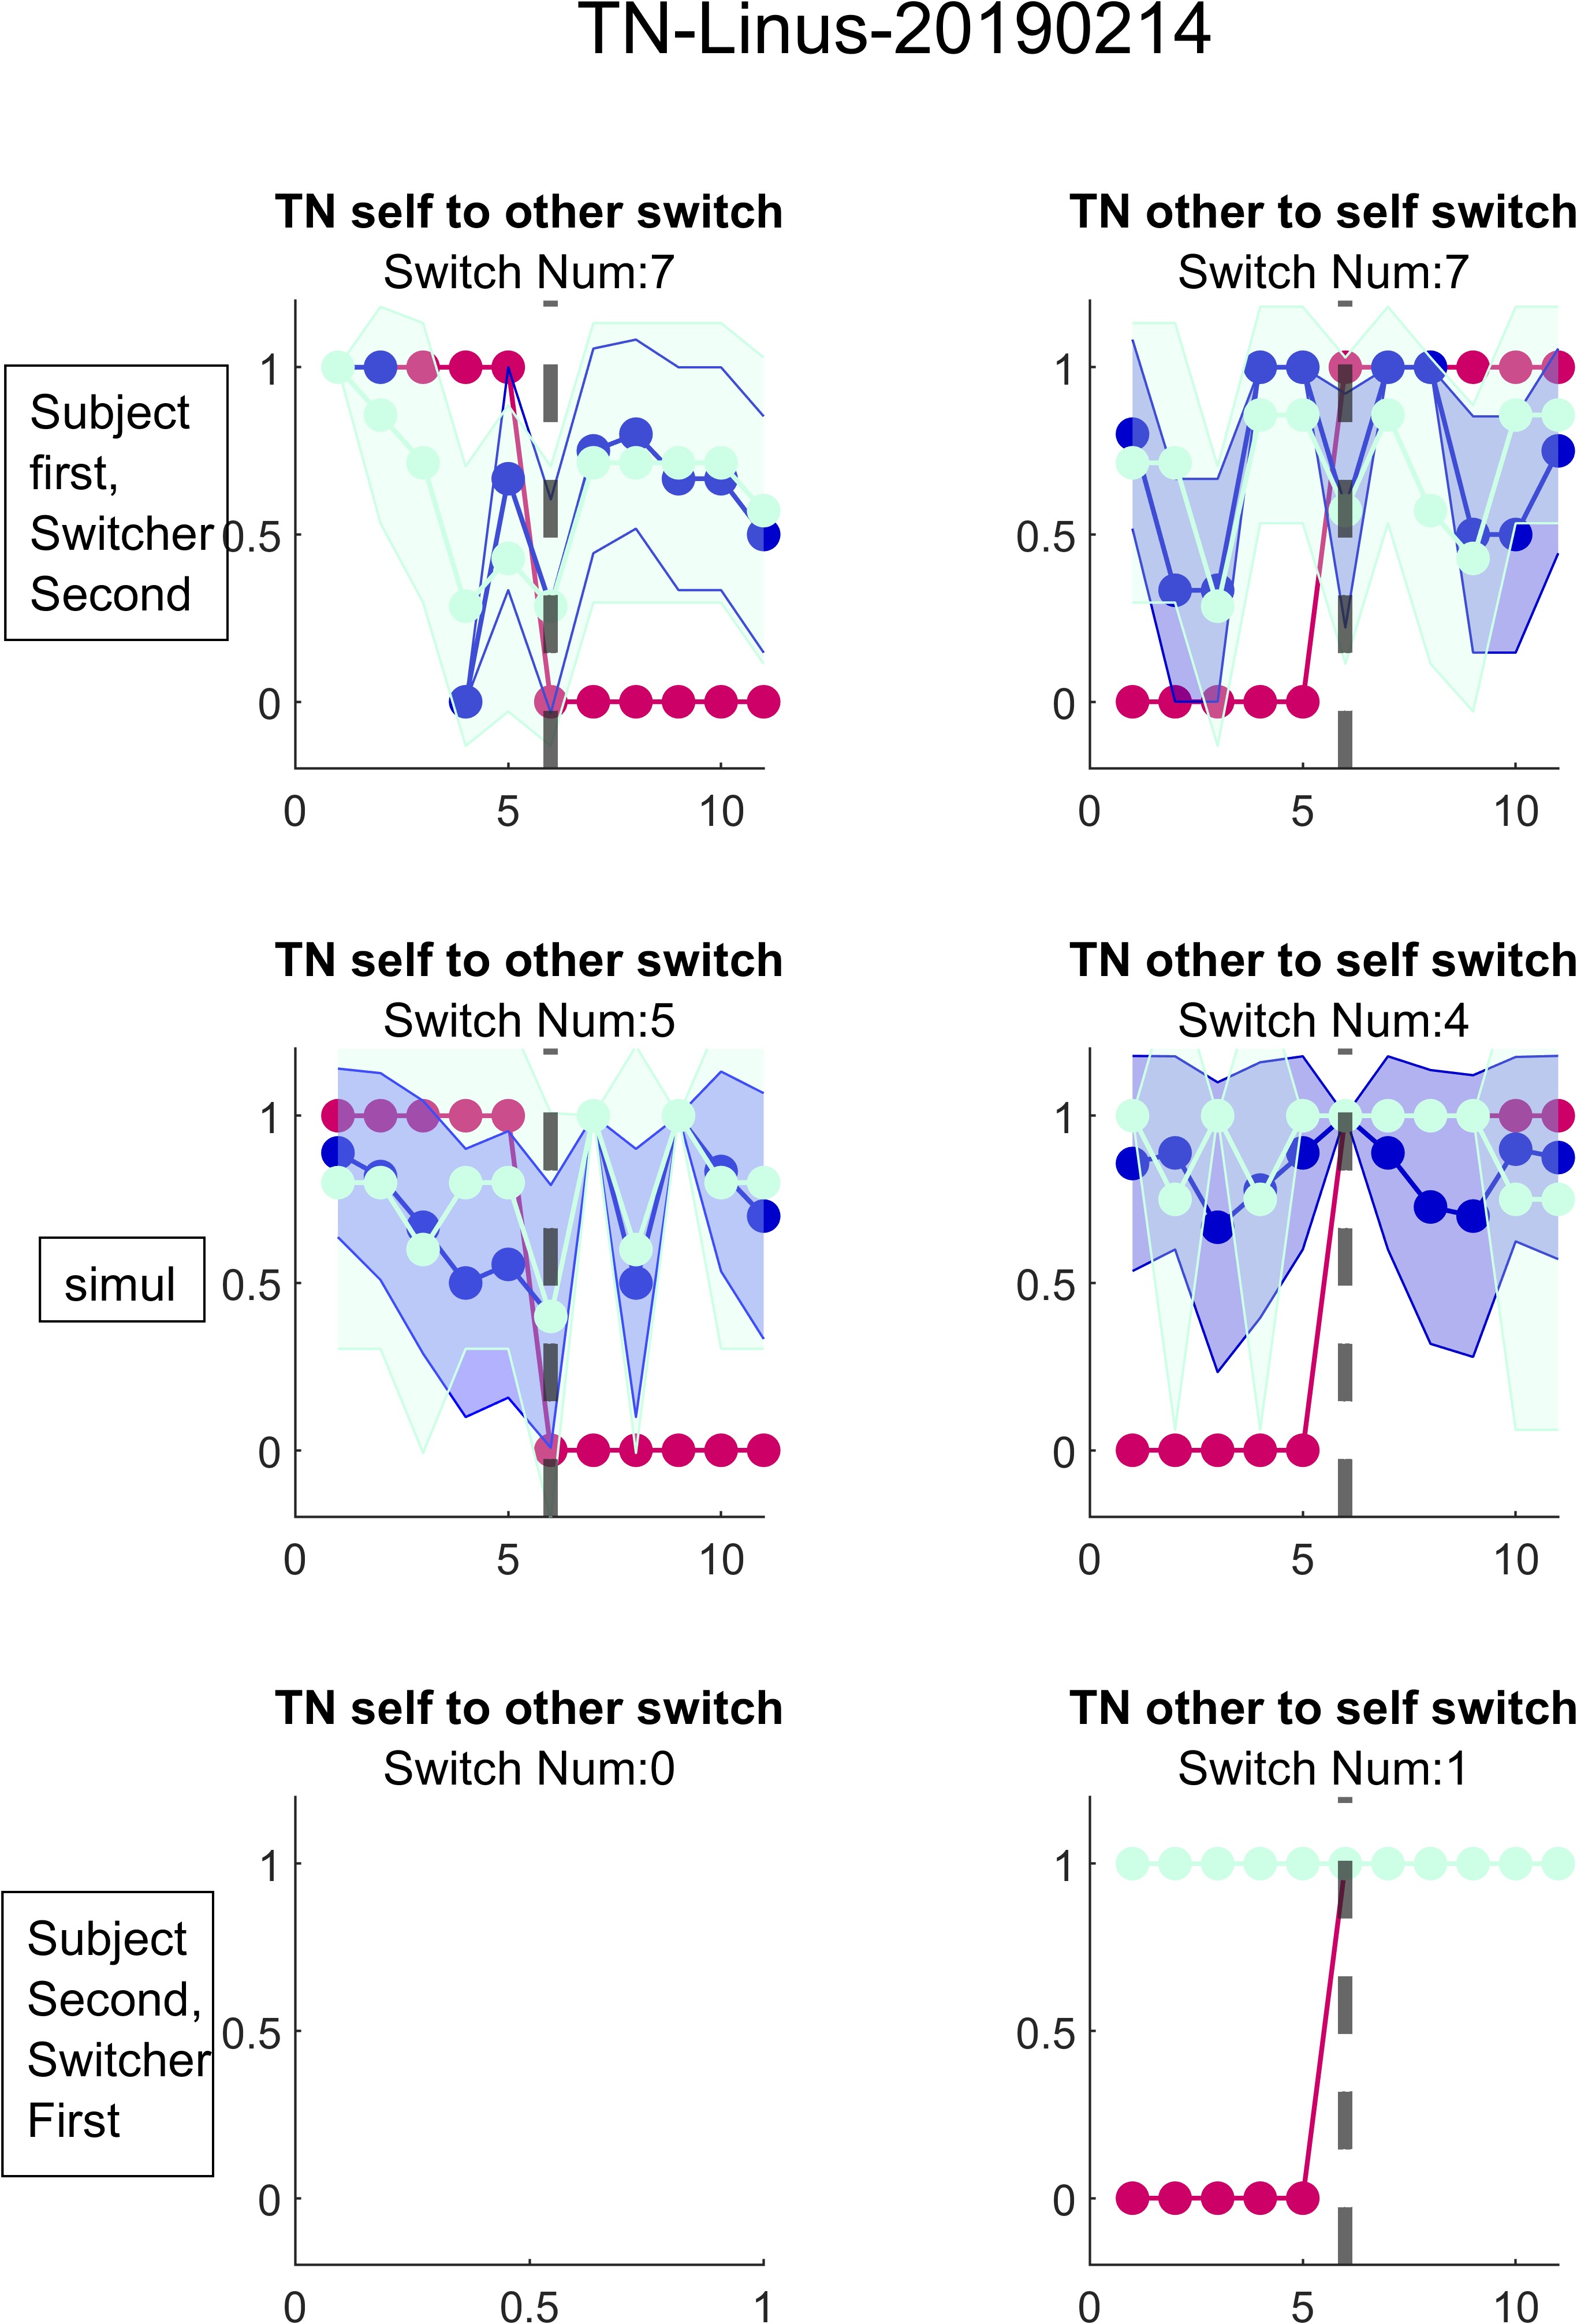 TN-Linus-20190214
TN self to other switch
Switch Num:7
TN other to self switch
Switch Num:7
Subject
first,
Switcher
Second
1
0.5
0
0
5
10
1
0.5
0
0
5
10
TN self to other switch
Switch Num:5
TN other to self switch
Switch Num:4
simul
1
0.5
0
0
5
10
1
0.5
0
0
5
10
TN self to other switch
Switch Num:0
TN other to self switch
Switch Num:1
Subject
Second,
Switcher
First
1
0.5
0
0
0.5
1
1
0.5
0
0
5
10